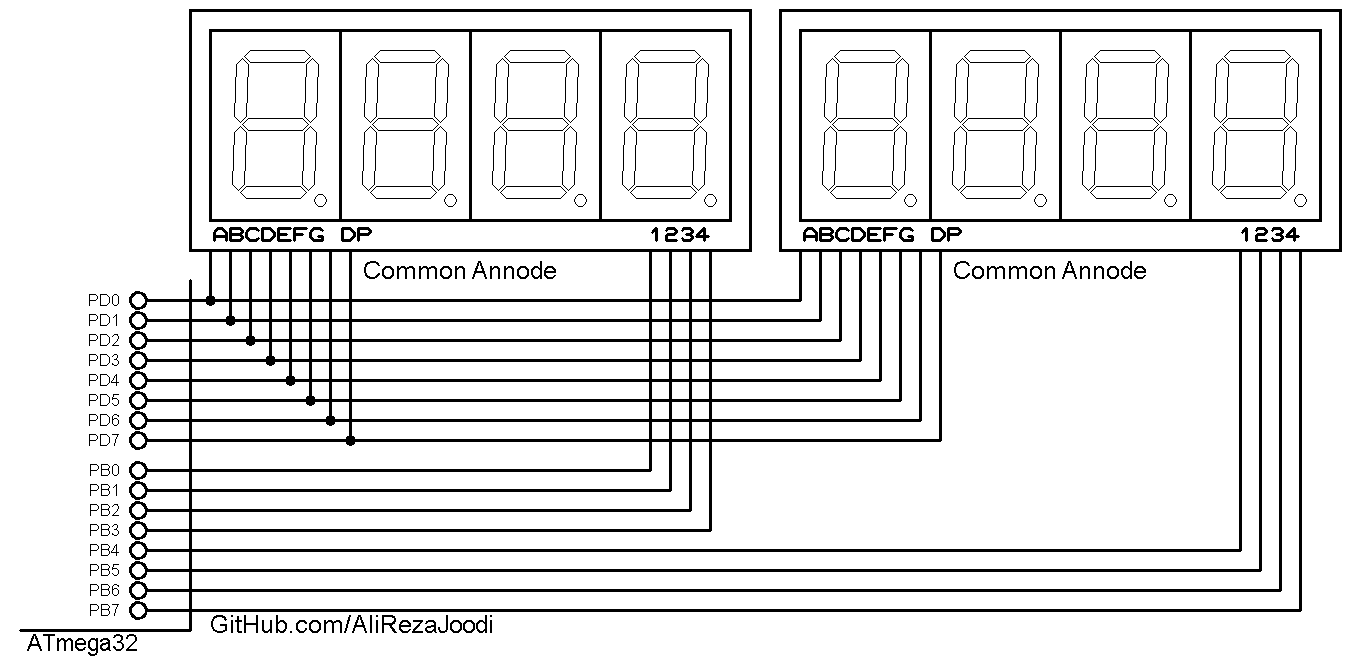 ABCDEFG DP 1234
ABCDEFG DP 1234
Common Annode
Common Annode
PD0
PD1
PD2
PD3
PD4
PD5
PD6
PD7
PB0
PB1
PB2
PB3
PB4
PB5
PB6
PB7
GitHub.com/AliRezaJoodi
ATmega32